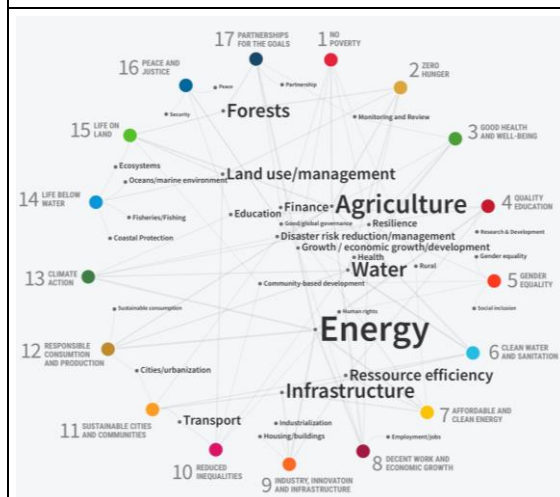 17 PARTNERSHIPS
FOR THE GOALS
1 NO
POVERTY
16 PEACE AND
JUSTICE
2 ZERO
HUNGER
Peace
Partnership
Forests
Security
Monitoring and Review
15 LIFE ON
LAND
3 GOOD HEALTH
AND WELL-BEING
Ecosystems
Land use/management
Oceans/marine environment
14 LIFE BELOW
WATER
Finance
Agriculture
4 QUALITY
EDUCATION
Education
Fisheries/Fishing
Good/global governance
Resilience
Coastal Protection
Disaster risk reduction/management
Research & Development
Growth / economic growth/development
Health
Gender equality
Water
Rural
13 CLIMATE
ACTION
Community-based development
5 GENDER
EQUALITY
Sustainable consumption
Human rights
Social inclusion
Energy
12 RESPONSIBLE
CONSUMTION
AND PRODUCTION
6 CLEAN WATER
AND SANITATION
Cities/urbanization
Ressource efficiency
Infrastructure
11 SUSTAINABLE CITIES
AND COMMUNITIES
7 AFFORDABLE AND
CLEAN ENERGY
Transport
Industrialization
Housing/buildings
Employment/jobs
10 REDUCED
INEQUALITIES
9 INDUSTRY, INNOVATOIN
AND INFRASTRUCTURE
8 DECENT WORK AND
ECONOMIC GROWTH